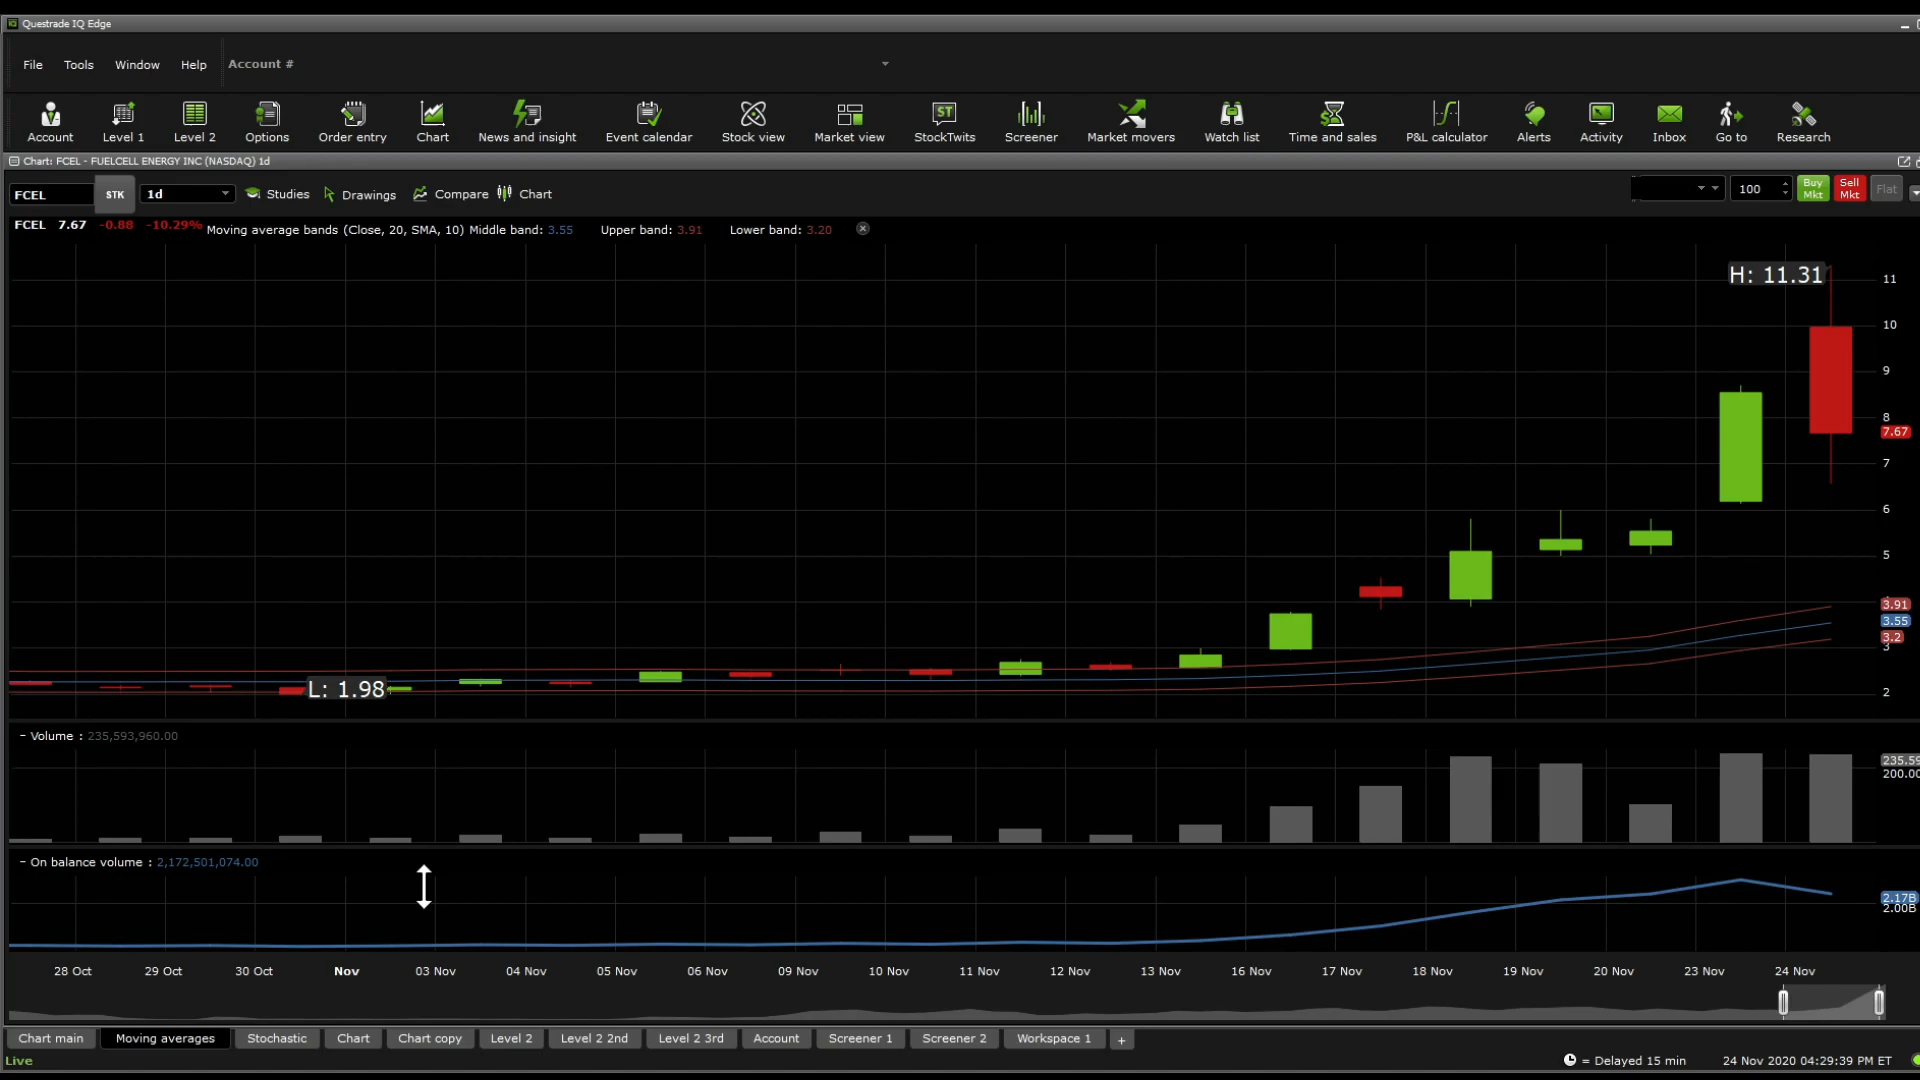 Questrade IQ Edge
File Tools Window Help Account #
Account Level 1 Level 2 Options Order entry Chart News and insight Event calendar Stock view Market view StockTwits Screener Market movers Watch list Time and sales P&L calculator Alerts Activity Inbox Go to Research
Chart: FCEL - FUELCELL ENERGY INC (NASDAQ) 1d
FCEL STK 1d Studies Drawings Compare Chart 100 Buy Mkt Sell Mkt Flat
FCEL 7.67 -0.88 -10.29% Moving average bands (Close, 20, SMA, 10) Middle band: 3.55 Upper band: 3.91 Lower band: 3.20
H: 11.31
11
10
9
8
7.67
7
6
5
3.91
3.55
3.2
3
L: 1.98
2
- Volume : 235,593,960.00
235.59
200.00
- On balance volume : 2,172,501,074.00
2.17B
2.00B
28 Oct 29 Oct 30 Oct Nov 03 Nov 04 Nov 05 Nov 06 Nov 09 Nov 10 Nov 11 Nov 12 Nov 13 Nov 16 Nov 17 Nov 18 Nov 19 Nov 20 Nov 23 Nov 24 Nov
Chart main Moving averages Stochastic Chart Chart copy Level 2 Level 2 2nd Level 2 3rd Account Screener 1 Screener 2 Workspace 1 +
Live = Delayed 15 min 24 Nov 2020 04:29:39 PM ET